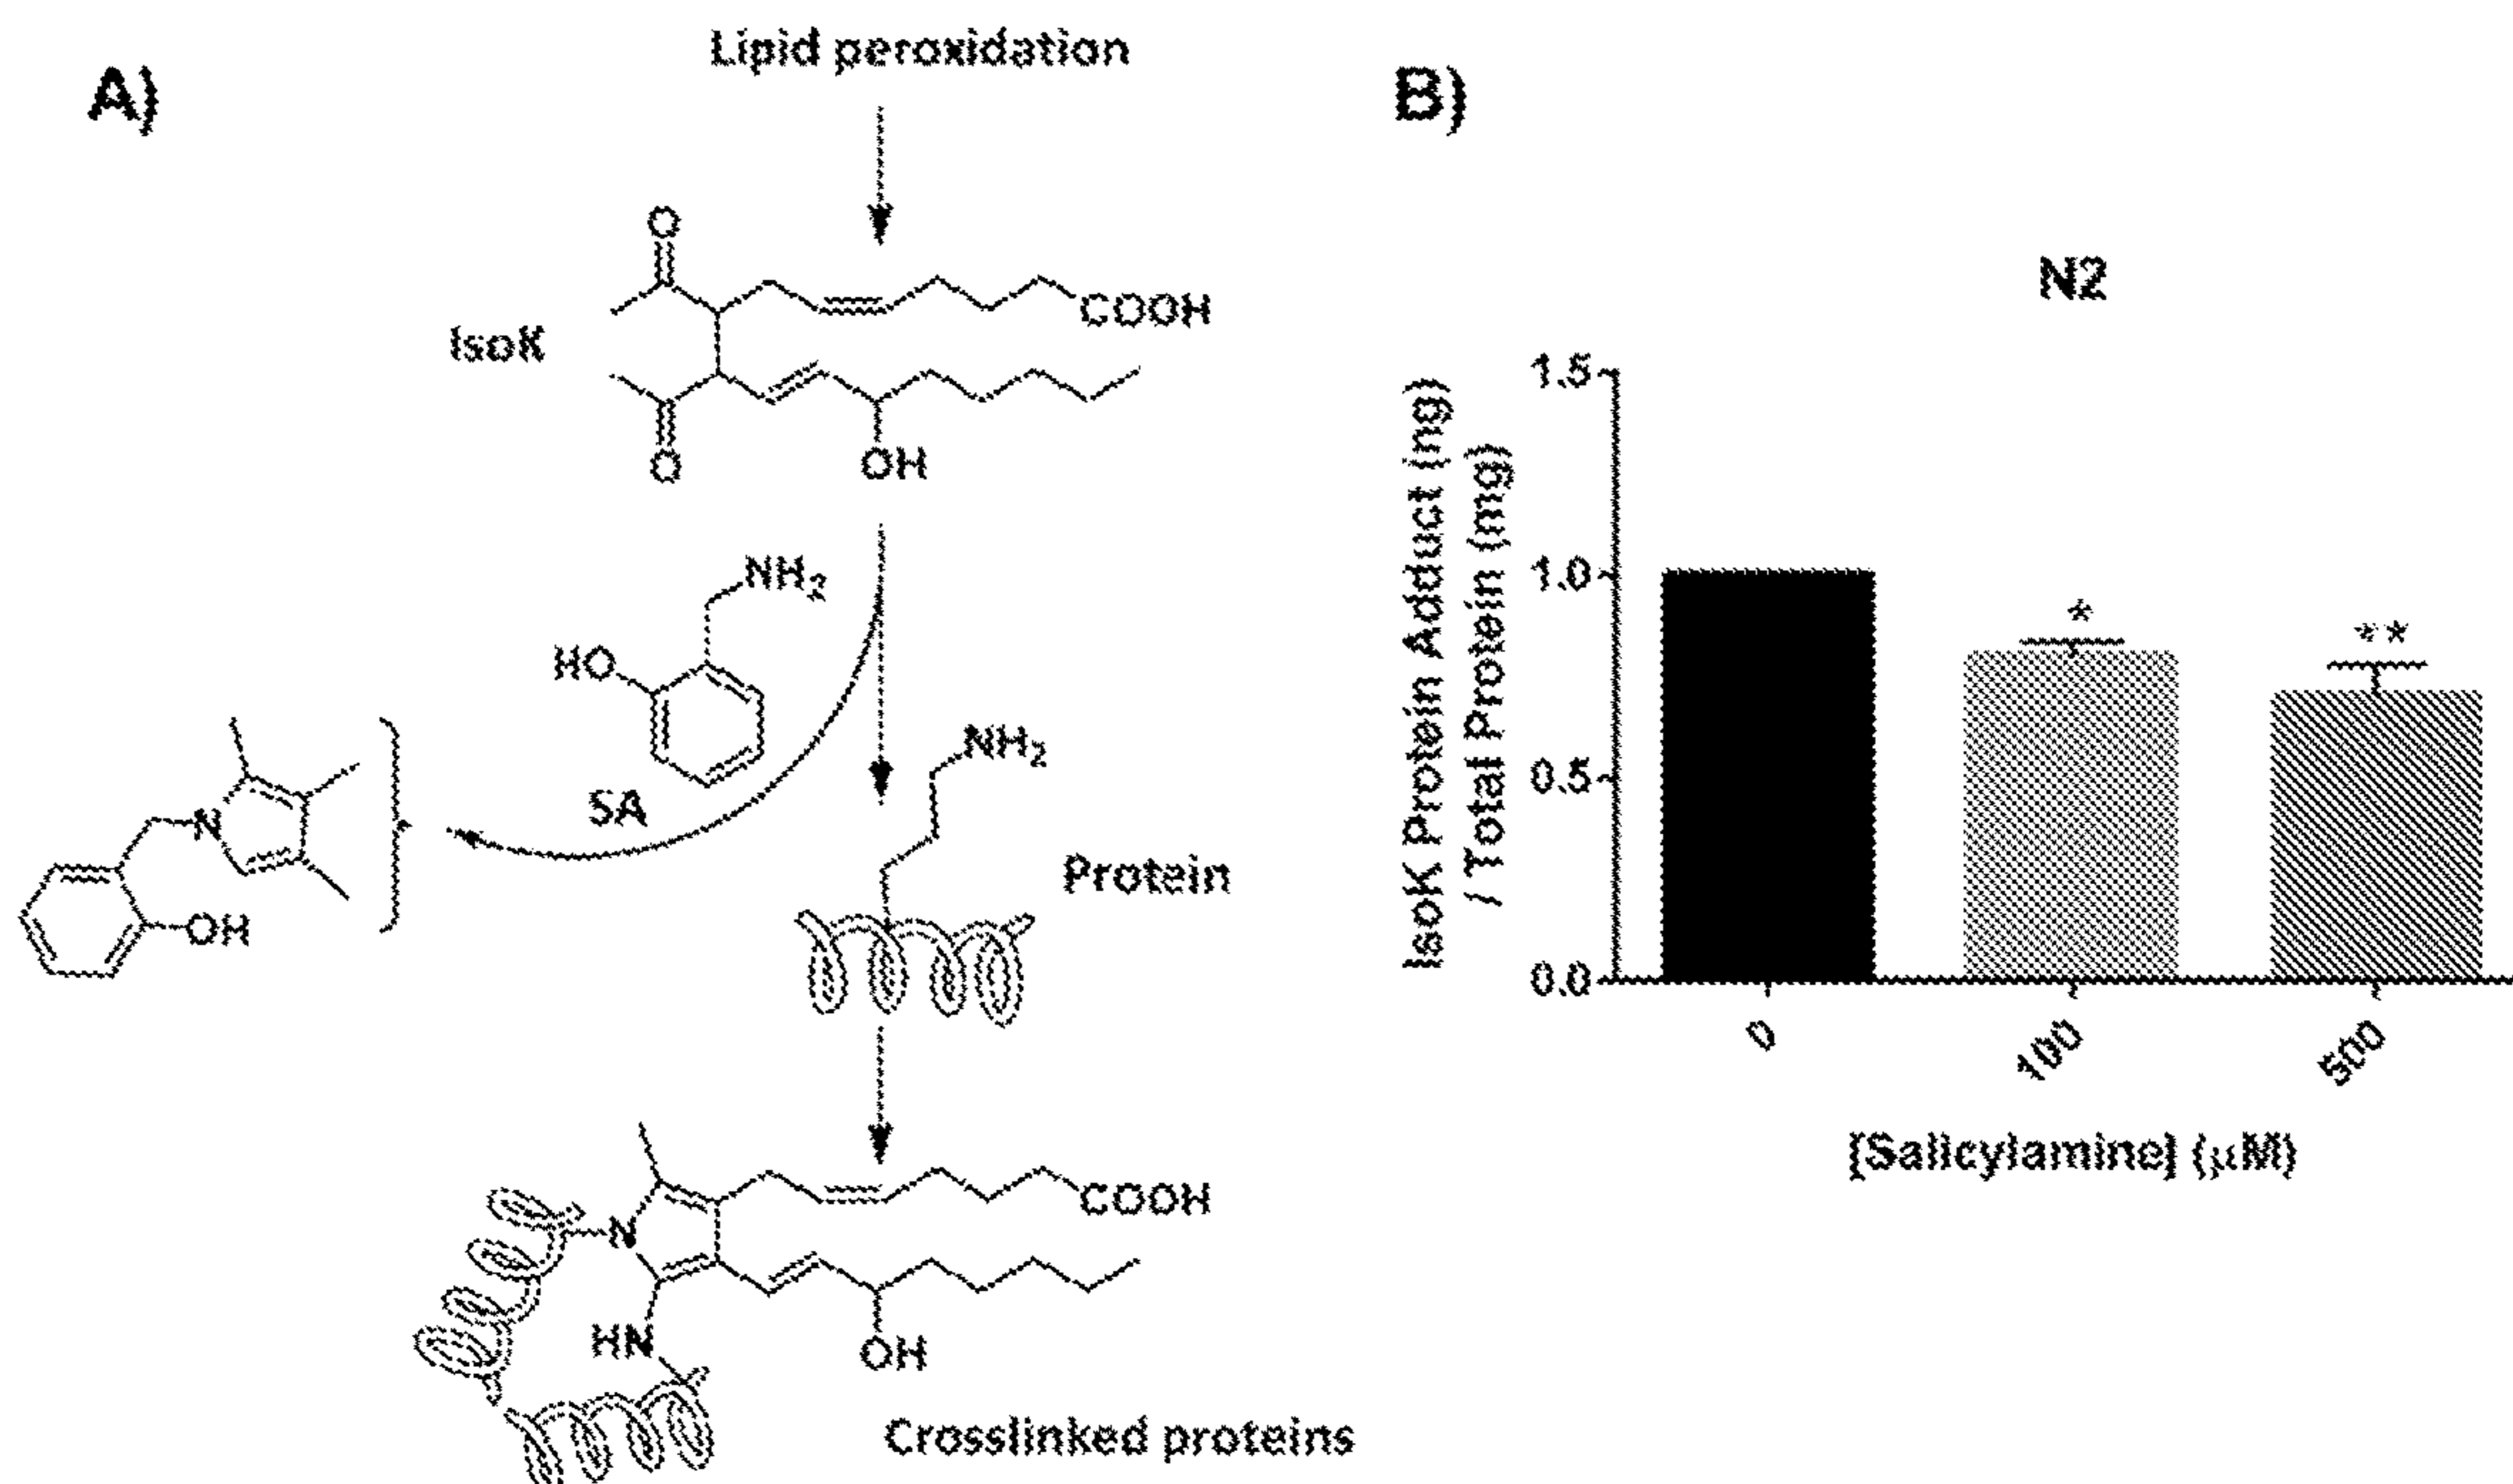 A)
Lipid peroxidation
O
COOH
IsoK
O
OH
NH2
HO
SA
N
OH
NH2
Protein
COOH
N
HN
OH
Crosslinked proteins
B)
N2
IsoK Protein Adduct (ng)
/ Total Protein (mg)
1.5
1.0
0.5
0.0
*
**
0
100
500
[Salicylamine] (μM)